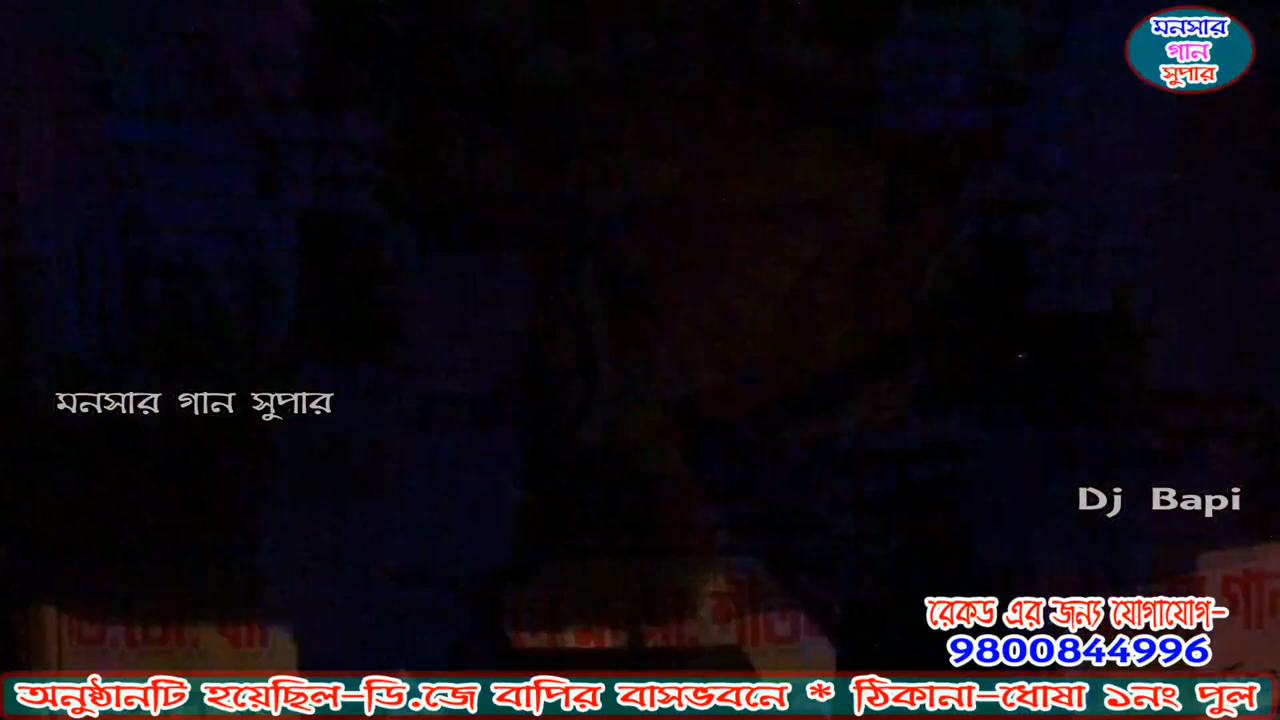 মনসার
গান
সুপার
মনসার গান সুপার
Dj Bapi
রেকড এর জন্য যোগাযোগ-
9800844996
অনুষ্ঠানটি হয়েছিল-ডি.জে বাপির বাসভবনে * ঠিকানা-ধোষা ১নং পুল